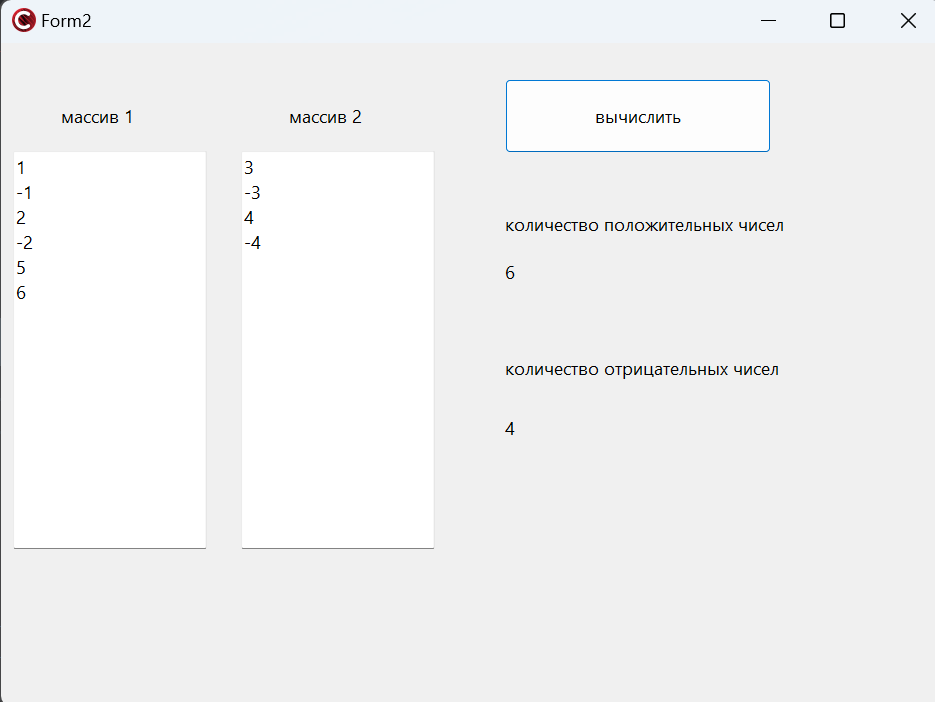 Form2
массив 1
массив 2
вычислить
1
-1
2
-2
5
6
3
-3
4
-4
количество положительных чисел
6
количество отрицательных чисел
4